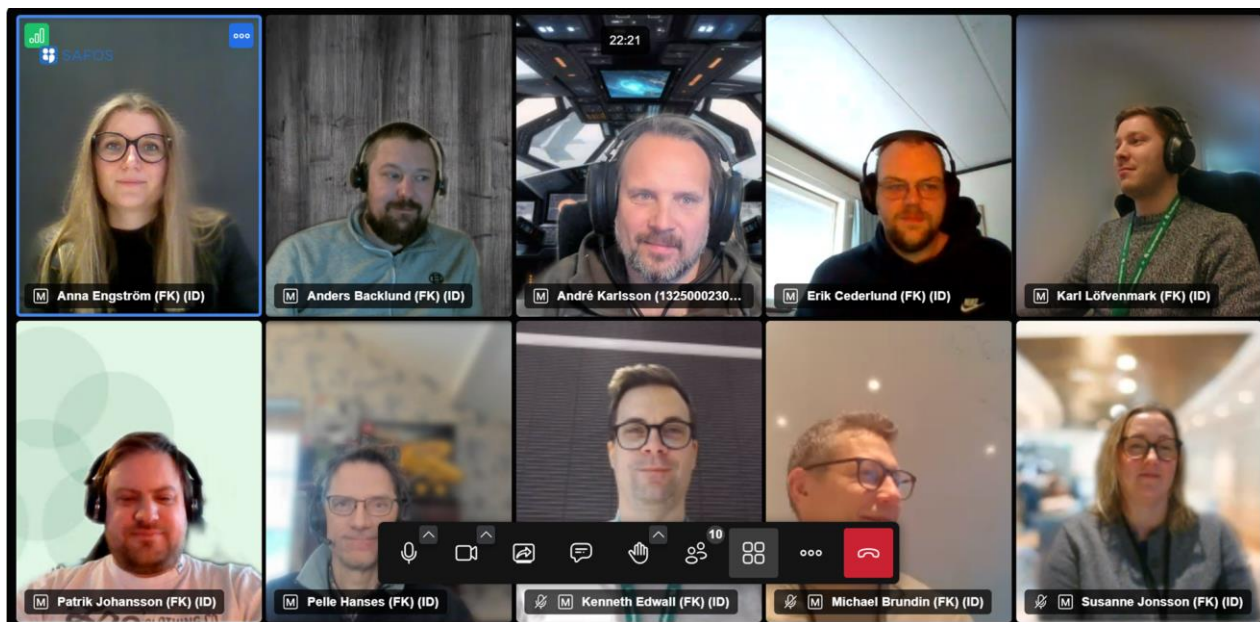 SAFOS
22:21
M Anna Engström (FK) (ID)
M Anders Backlund (FK) (ID)
M André Karlsson (1325000230...
M Erik Cederlund (FK) (ID)
M Karl Löfvenmark (FK) (ID)
NIKE
10
M Patrik Johansson (FK) (ID)
M Pelle Hanses (FK) (ID)
M Kenneth Edwall (FK) (ID)
M Michael Brundin (FK) (ID)
M Susanne Jonsson (FK) (ID)